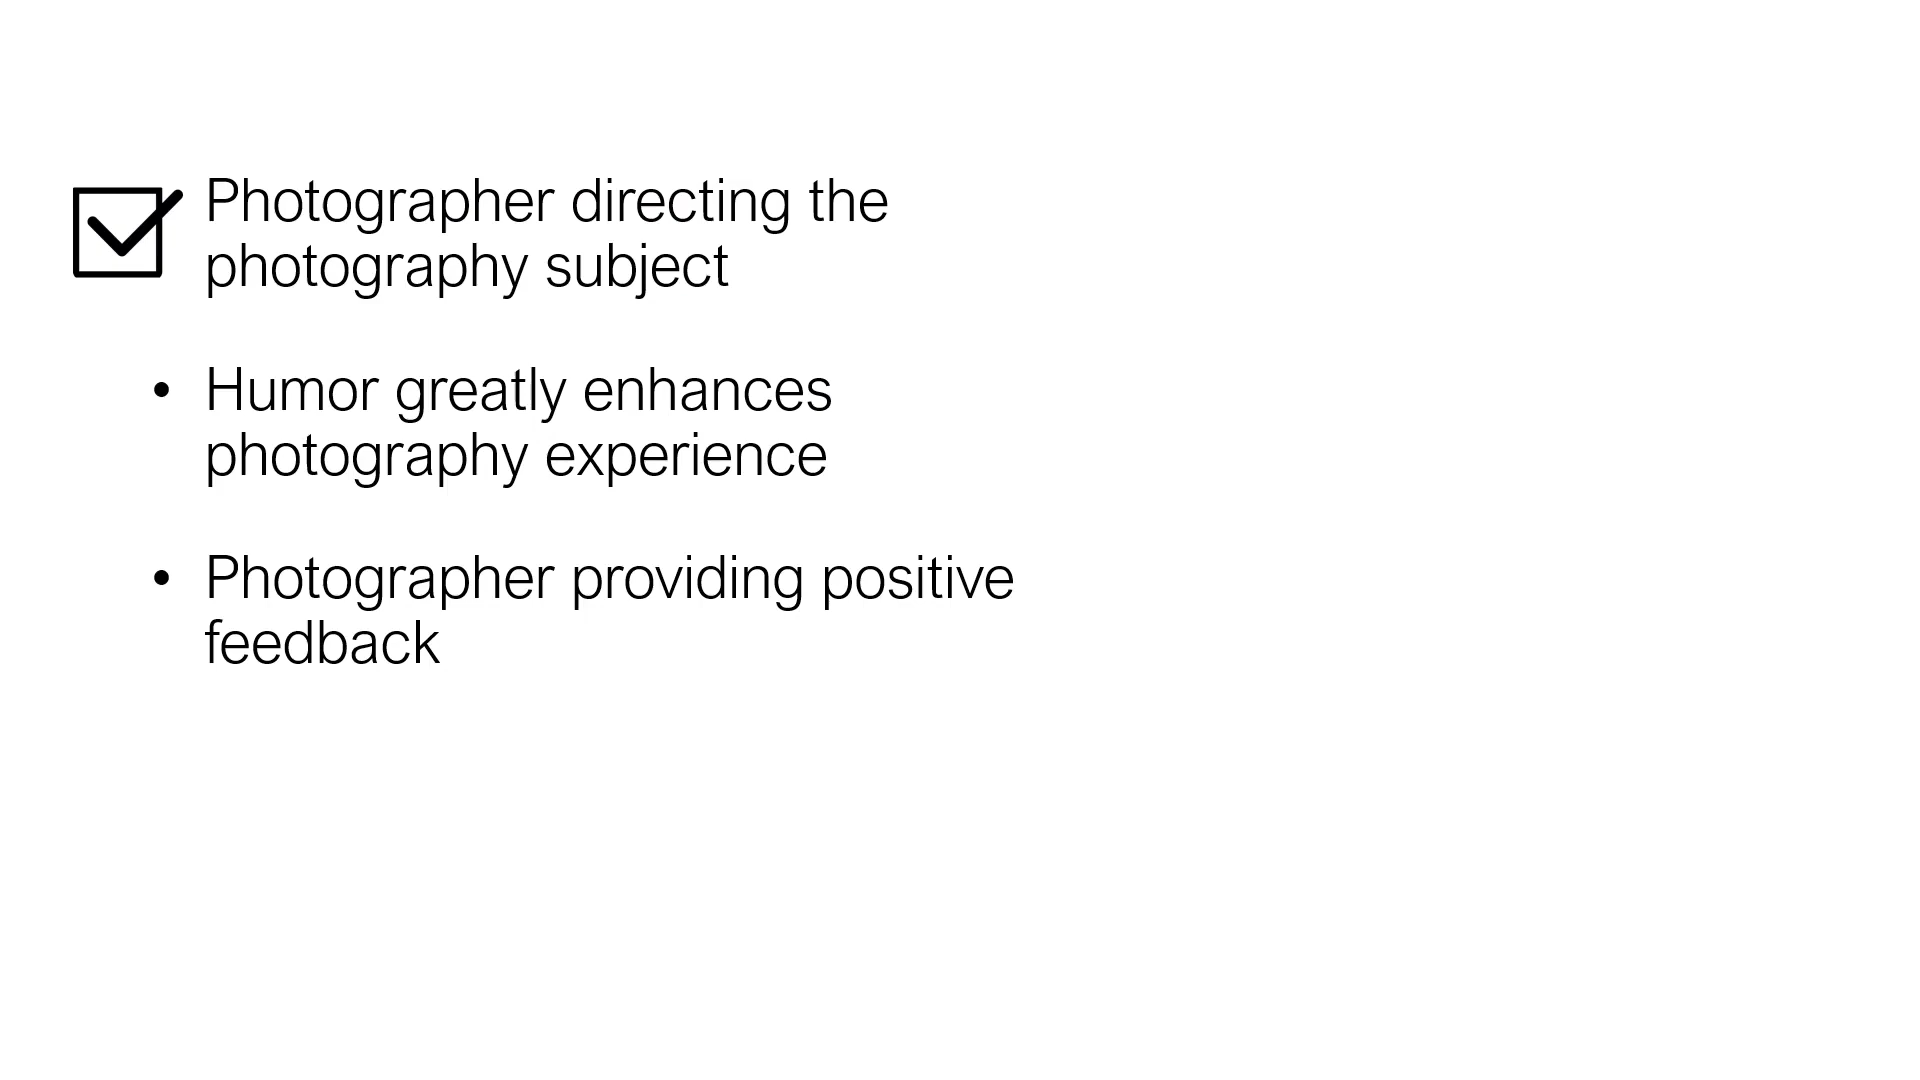 Photographer directing the
photography subject
• Humor greatly enhances
photography experience
• Photographer providing positive
feedback